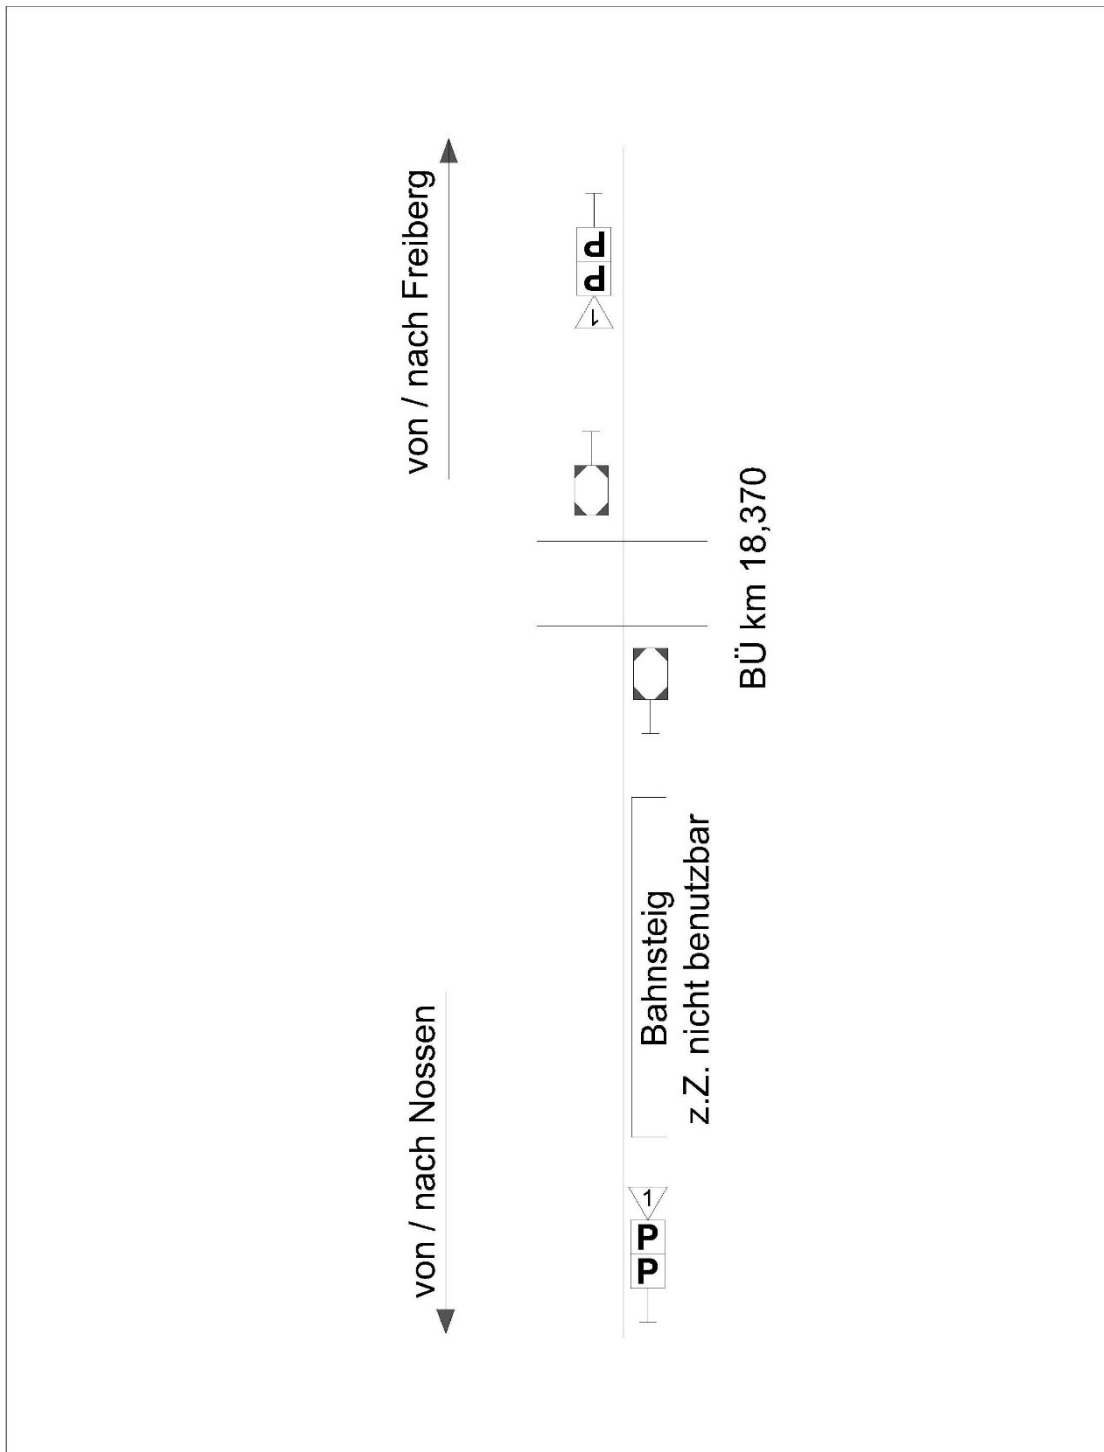 von / nach Nossen
von / nach Freiberg
P P 1
Bahnsteig
z.Z. nicht benutzbar
BÜ km 18,370
1 P P